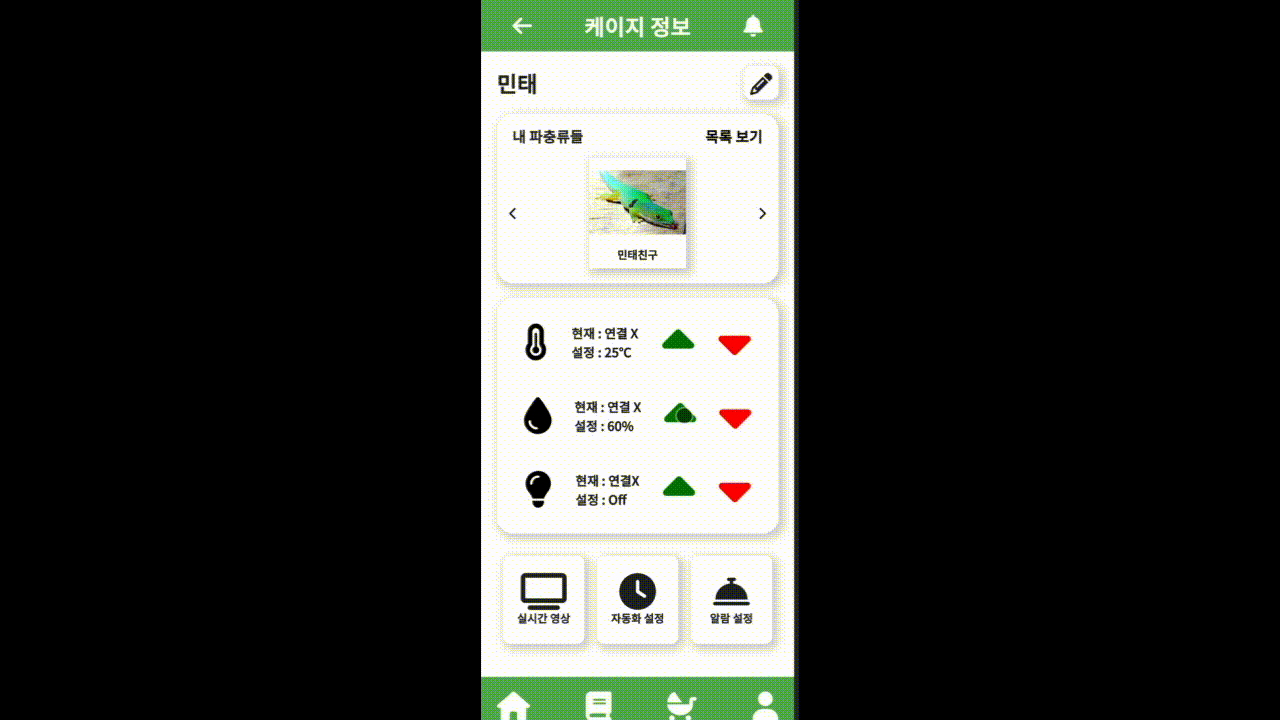 케이지 정보
민태
내 파충류들
목록 보기
민태친구
현재 : 연결 X
설정 : 25℃
현재 : 연결 X
설정 : 60%
현재 : 연결X
설정 : Off
실시간 영상
자동화 설정
알람 설정